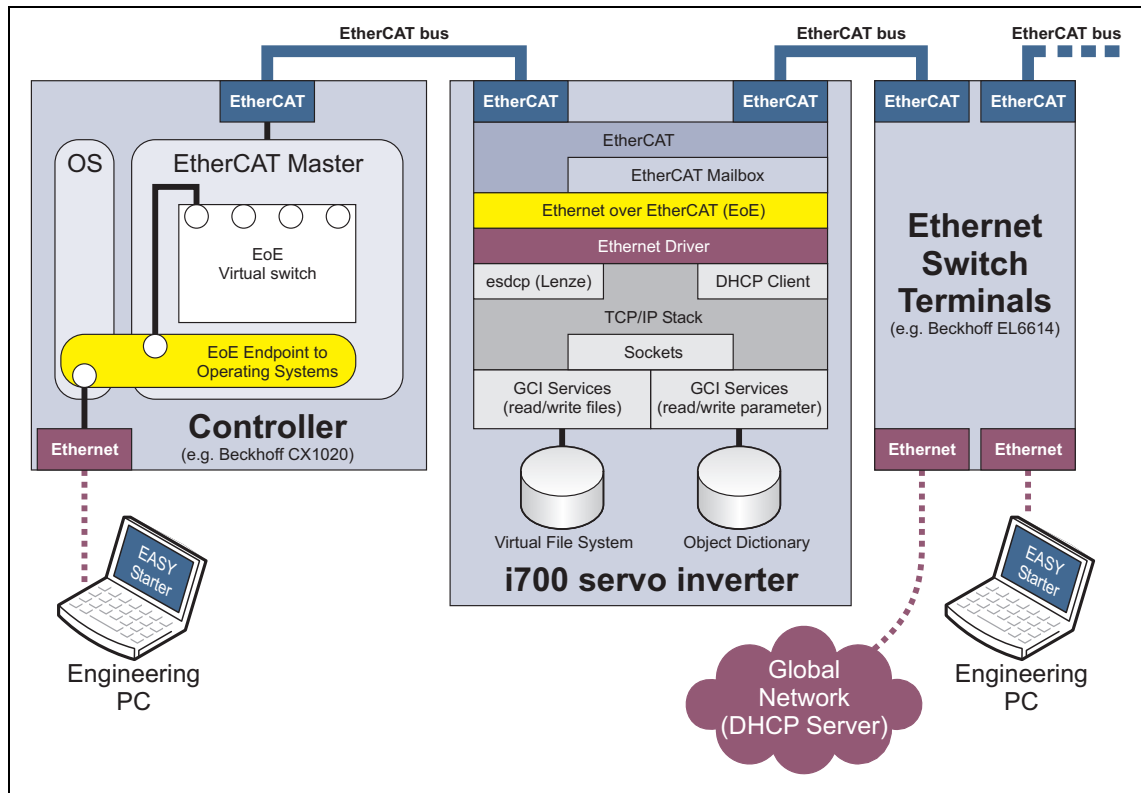 EtherCAT bus
EtherCAT bus
EtherCAT bus
EtherCAT
OS
EtherCAT Master
EoE
Virtual switch
EoE Endpoint to
Operating Systems
Controller
(e.g. Beckhoff CX1020)
Ethernet
EASY
Starter
Engineering
PC
EtherCAT
EtherCAT
EtherCAT
EtherCAT Mailbox
Ethernet over EtherCAT (EoE)
Ethernet Driver
esdcp (Lenze)
DHCP Client
TCP/IP Stack
Sockets
GCI Services
(read/write files)
GCI Services
(read/write parameter)
Virtual File System
Object Dictionary
i700 servo inverter
EtherCAT
EtherCAT
Ethernet
Switch
Terminals
(e.g. Beckhoff EL6614)
Ethernet
Ethernet
Global
Network
(DHCP Server)
EASY
Starter
Engineering
PC